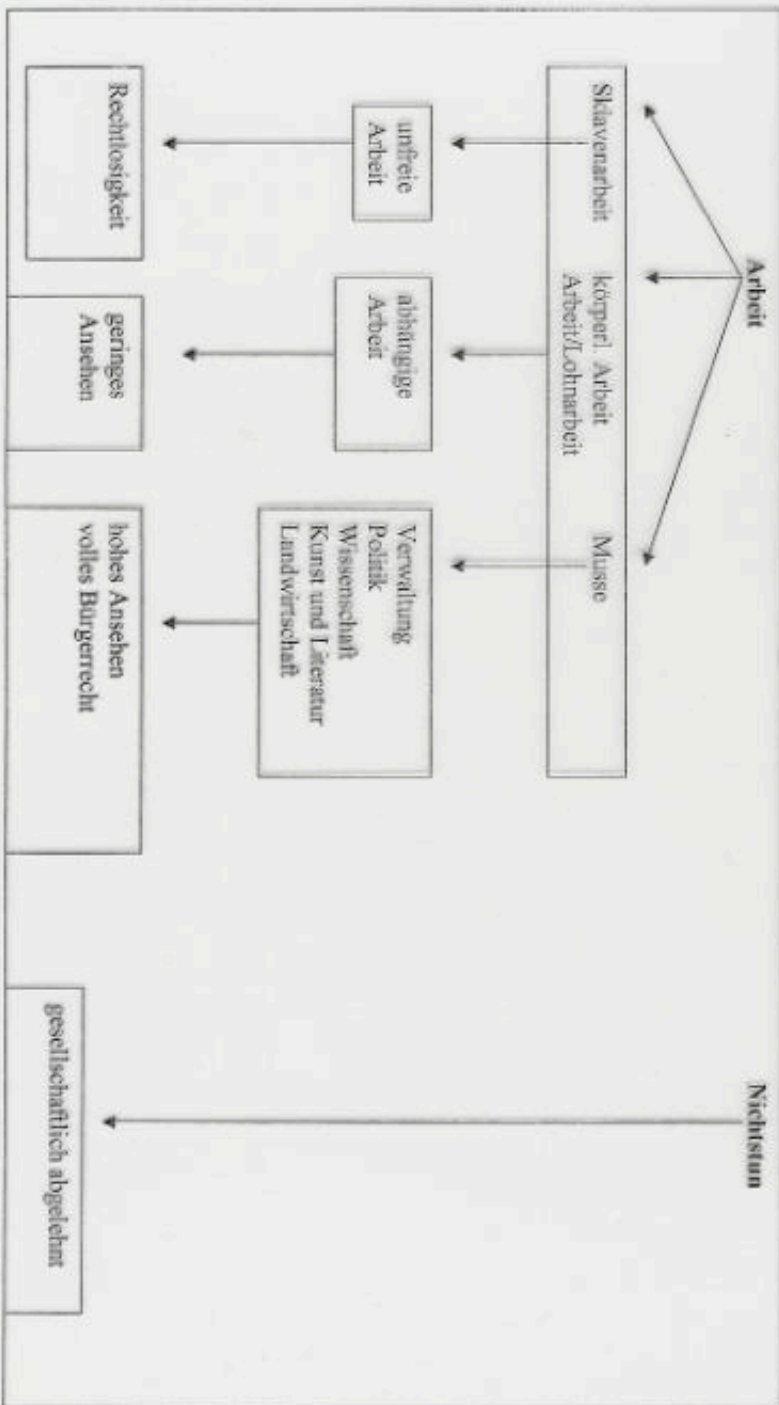 Arbeit
Nichtstun
Sklavenarbeit
körperl. Arbeit
Arbeit/Lohnarbeit
Musse
unfreie
Arbeit
abhängige
Arbeit
Verwaltung
Politik
Wissenschaft
Kunst und Literatur
Landwirtschaft
Rechtlosigkeit
geringes
Ansehen
hohes Ansehen
volles Bürgerrecht
gesellschaftlich abgelehnt